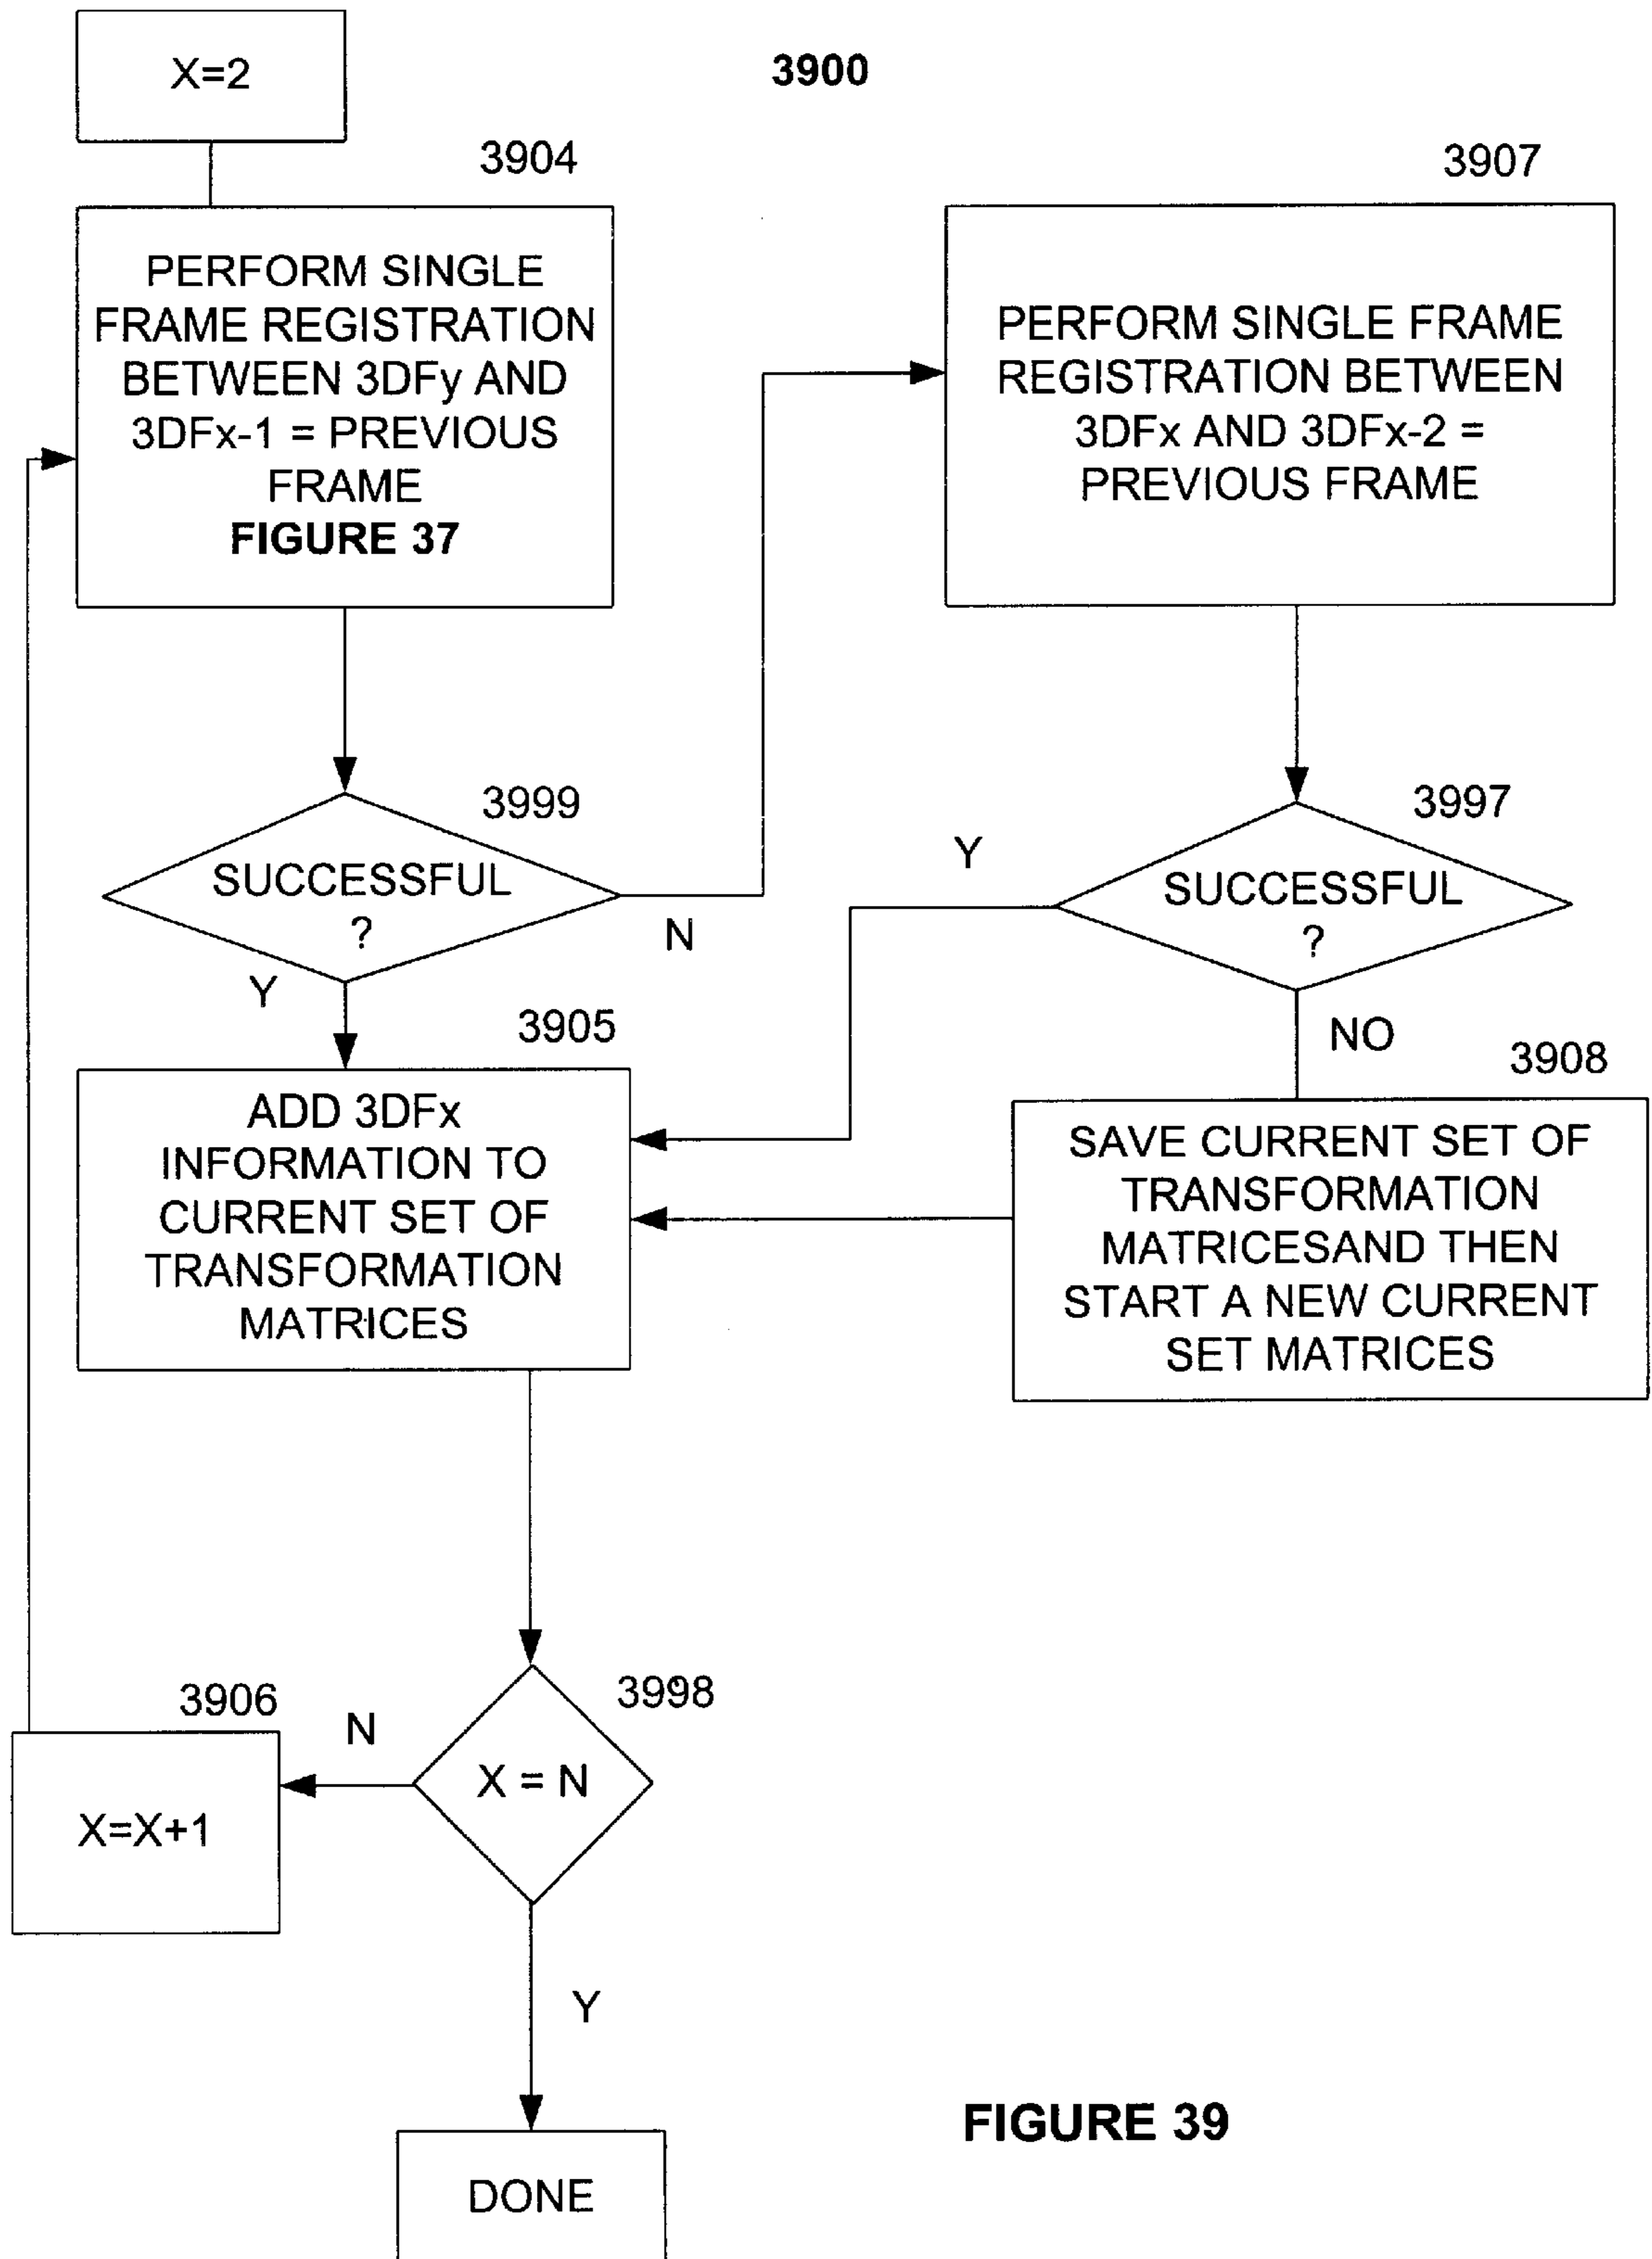 X=2
3900
3904
PERFORM SINGLE
FRAME REGISTRATION
BETWEEN 3DFy AND
3DFx-1 = PREVIOUS
FRAME
FIGURE 37
3907
PERFORM SINGLE FRAME
REGISTRATION BETWEEN
3DFx AND 3DFx-2 =
PREVIOUS FRAME
3999
SUCCESSFUL
?
N
Y
3997
SUCCESSFUL
?
Y
NO
3905
ADD 3DFx
INFORMATION TO
CURRENT SET OF
TRANSFORMATION
MATRICES
3908
SAVE CURRENT SET OF
TRANSFORMATION
MATRICESAND THEN
START A NEW CURRENT
SET MATRICES
3906
X=X+1
N
3998
X = N
Y
DONE
FIGURE 39